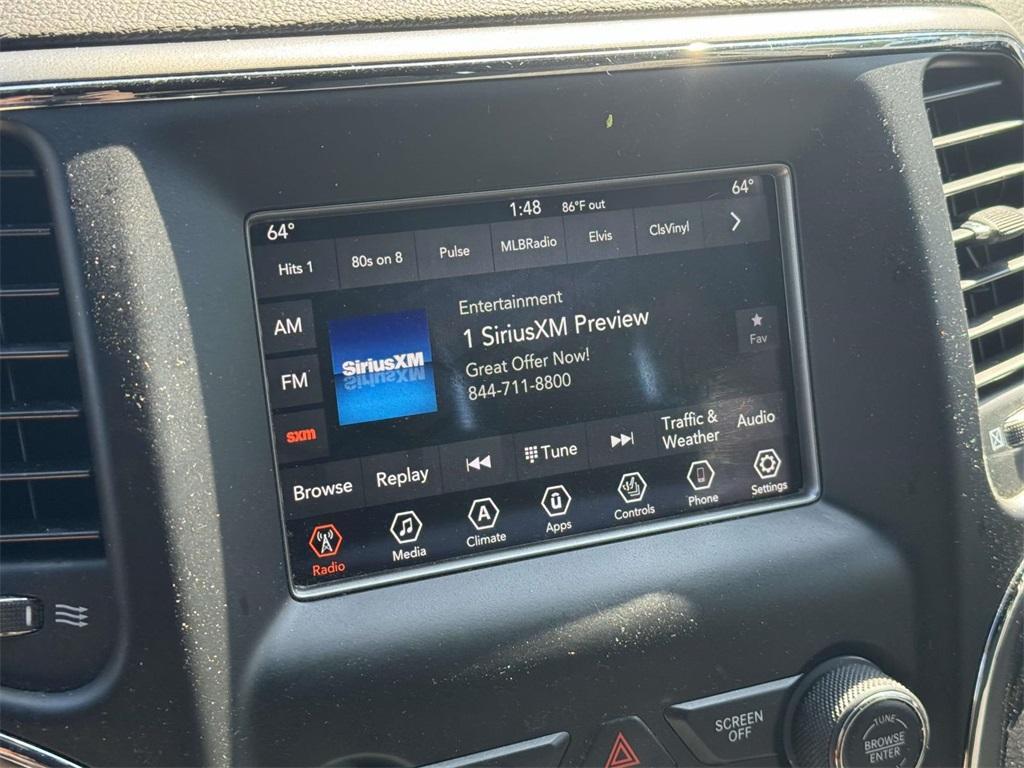 64° 1:48 86°F out 64°
Hits 1 80s on 8 Pulse MLBRadio Elvis ClsVinyl
AM
FM
sxm
SiriusXM
Entertainment
1 SiriusXM Preview
Great Offer Now!
844-711-8800
Fav
Browse Replay Tune Traffic & Weather Audio
Radio Media Climate Apps Controls Phone Settings
A
ū
SCREEN
OFF
TUNE
BROWSE
ENTER